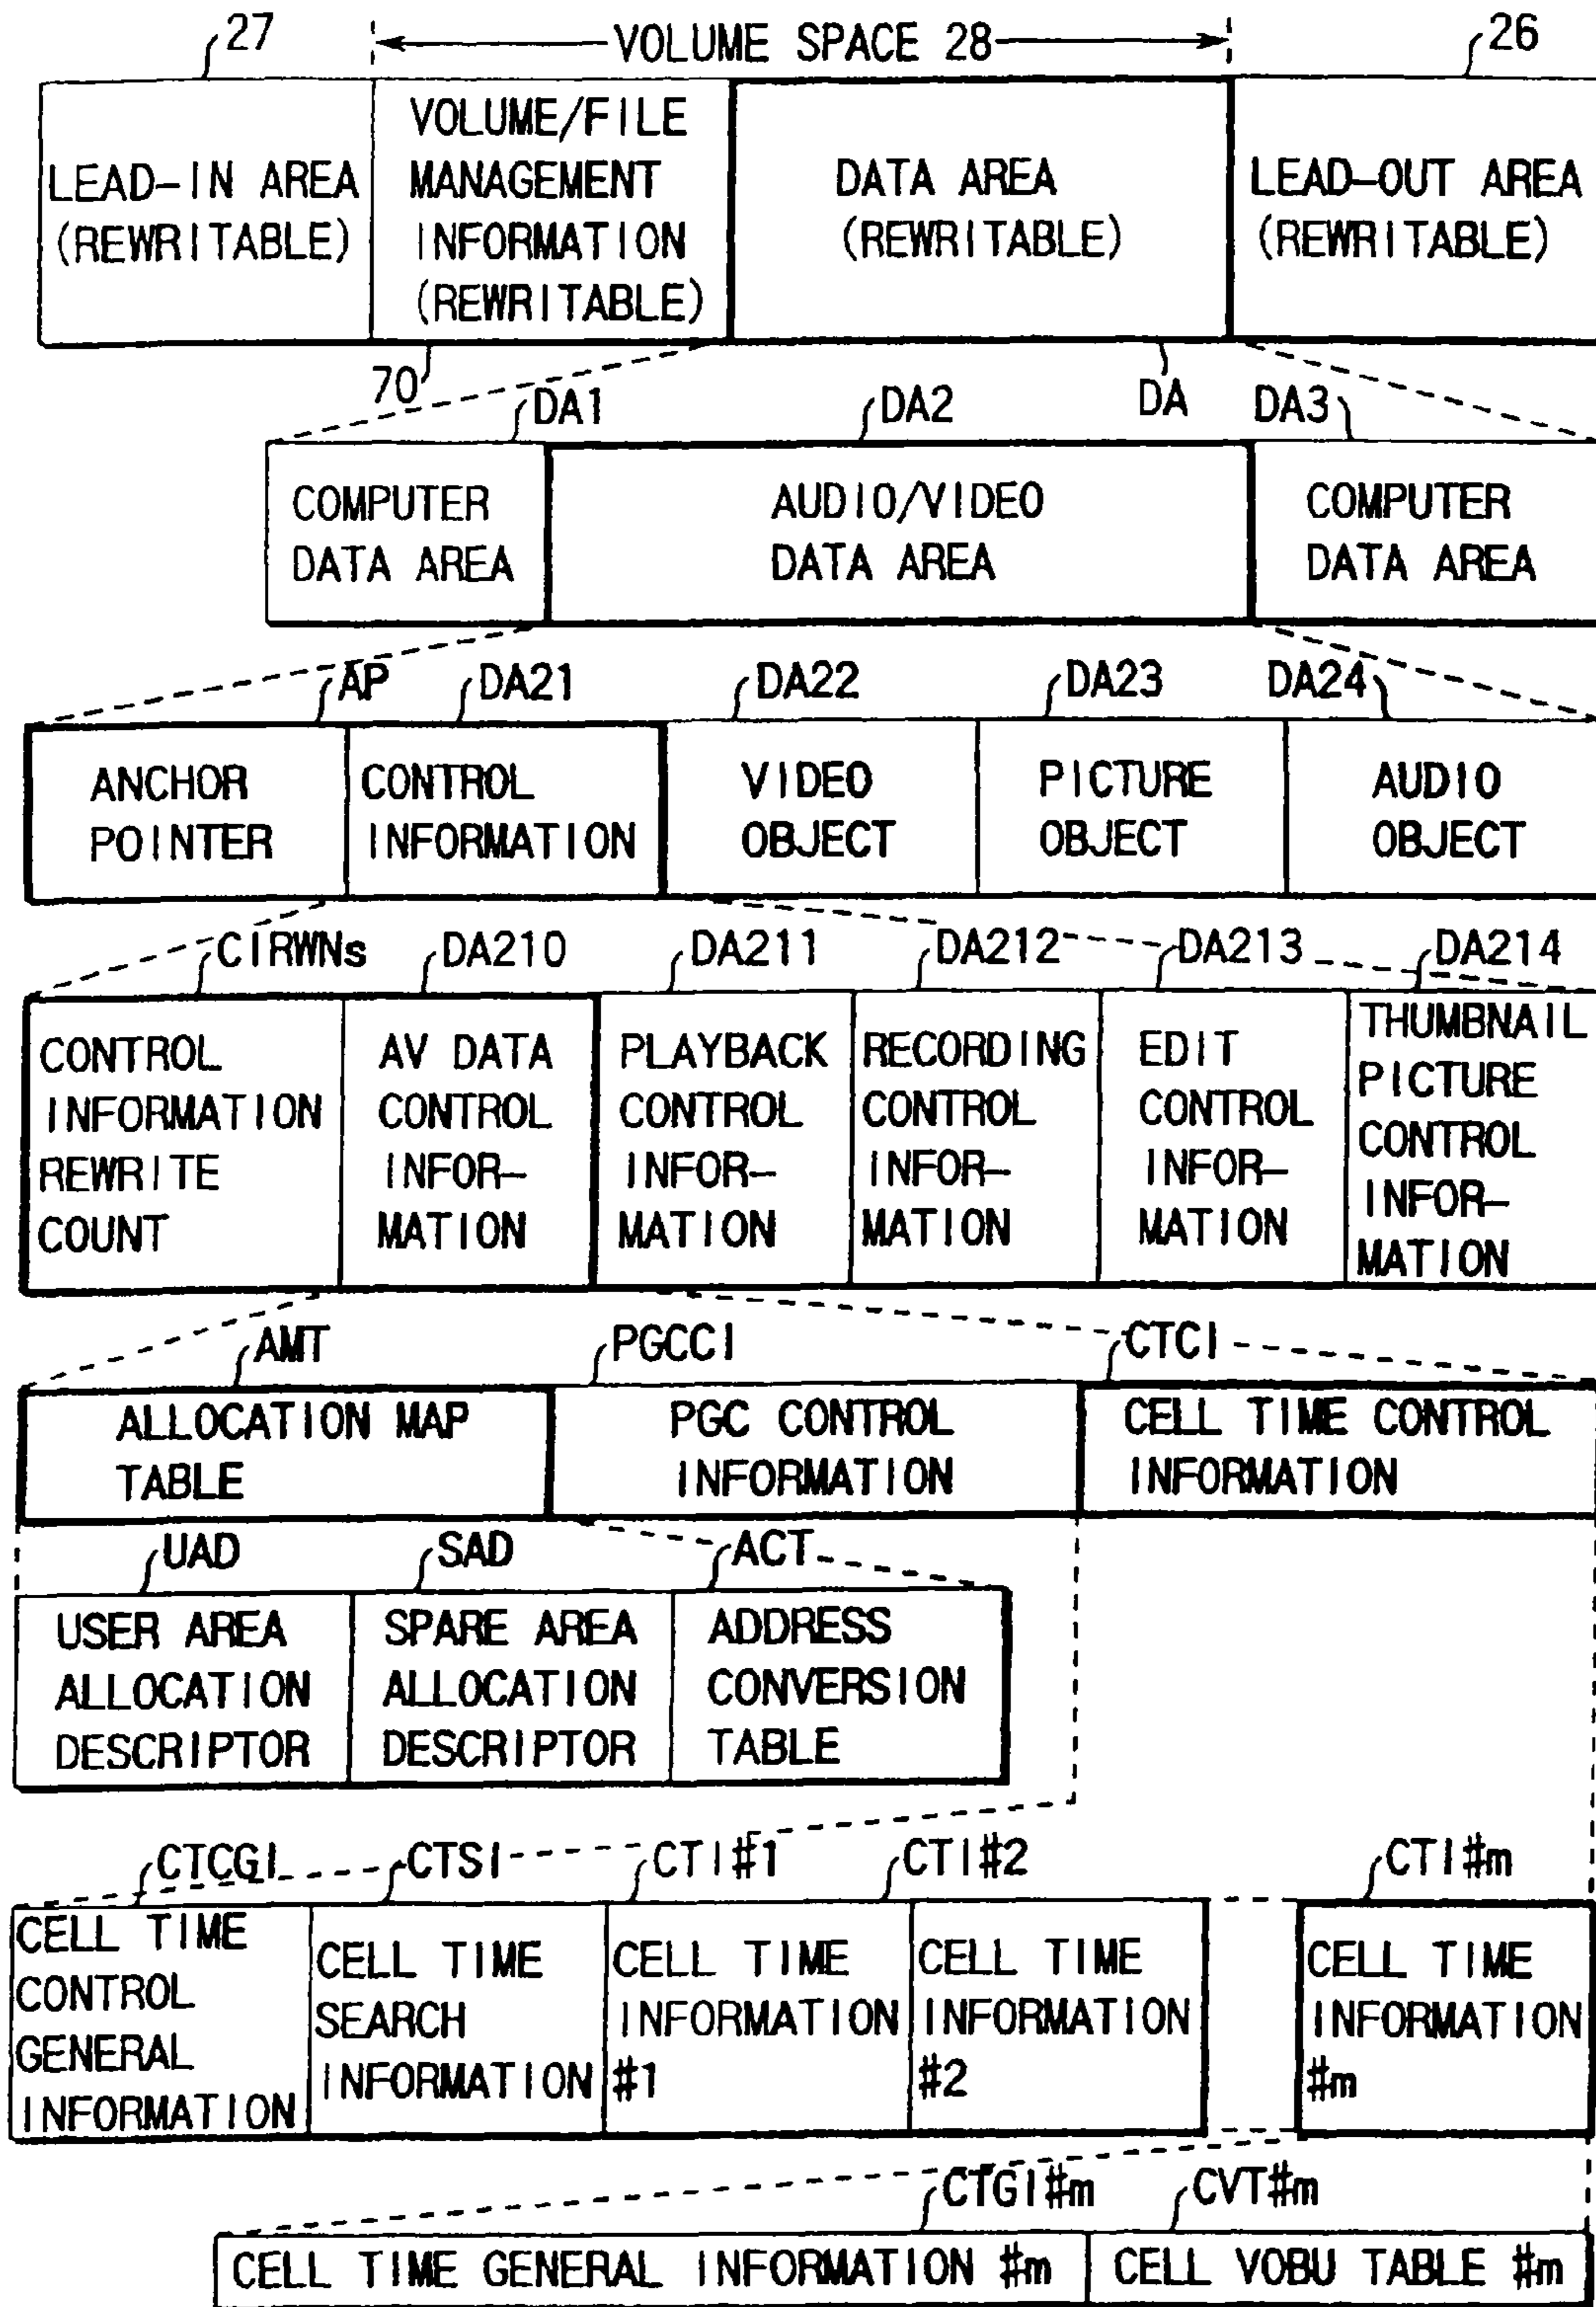 27
VOLUME SPACE 28
26
LEAD-IN AREA
(REWRITABLE)
VOLUME/FILE
MANAGEMENT
INFORMATION
(REWRITABLE)
DATA AREA
(REWRITABLE)
LEAD-OUT AREA
(REWRITABLE)
70
DA1
DA2
DA
DA3
COMPUTER
DATA AREA
AUDIO/VIDEO
DATA AREA
COMPUTER
DATA AREA
AP
DA21
DA22
DA23
DA24
ANCHOR
POINTER
CONTROL
INFORMATION
VIDEO
OBJECT
PICTURE
OBJECT
AUDIO
OBJECT
CIRWNs
DA210
DA211
DA212
DA213
DA214
CONTROL
INFORMATION
REWRITE
COUNT
AV DATA
CONTROL
INFOR-
MATION
PLAYBACK
CONTROL
INFOR-
MATION
RECORDING
CONTROL
INFOR-
MATION
EDIT
CONTROL
INFOR-
MATION
THUMBNAIL
PICTURE
CONTROL
INFOR-
MATION
AMT
PGCCI
CTCI
ALLOCATION MAP
TABLE
PGC CONTROL
INFORMATION
CELL TIME CONTROL
INFORMATION
UAD
SAD
ACT
USER AREA
ALLOCATION
DESCRIPTOR
SPARE AREA
ALLOCATION
DESCRIPTOR
ADDRESS
CONVERSION
TABLE
CTCGI
CTSI
CTI#1
CTI#2
CTI#m
CELL TIME
CONTROL
GENERAL
INFORMATION
CELL TIME
SEARCH
INFORMATION
CELL TIME
INFORMATION
#1
CELL TIME
INFORMATION
#2
CELL TIME
INFORMATION
#m
CTGI#m
CVT#m
CELL TIME GENERAL INFORMATION #m
CELL VOBU TABLE #m